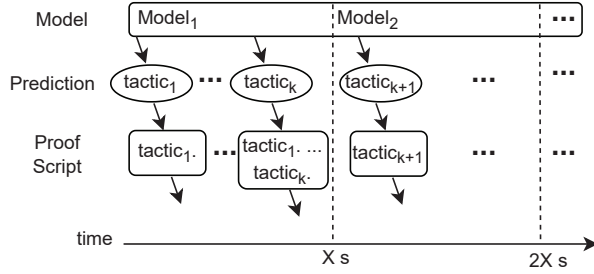 Model Model₁ Model₂ ...
Prediction tactic₁ ... tacticₖ tacticₖ₊₁ ... ...
Proof
Script
tactic₁. ... tactic₁. ...
tacticₖ.
tacticₖ₊₁ ... ...
time
X s 2X s